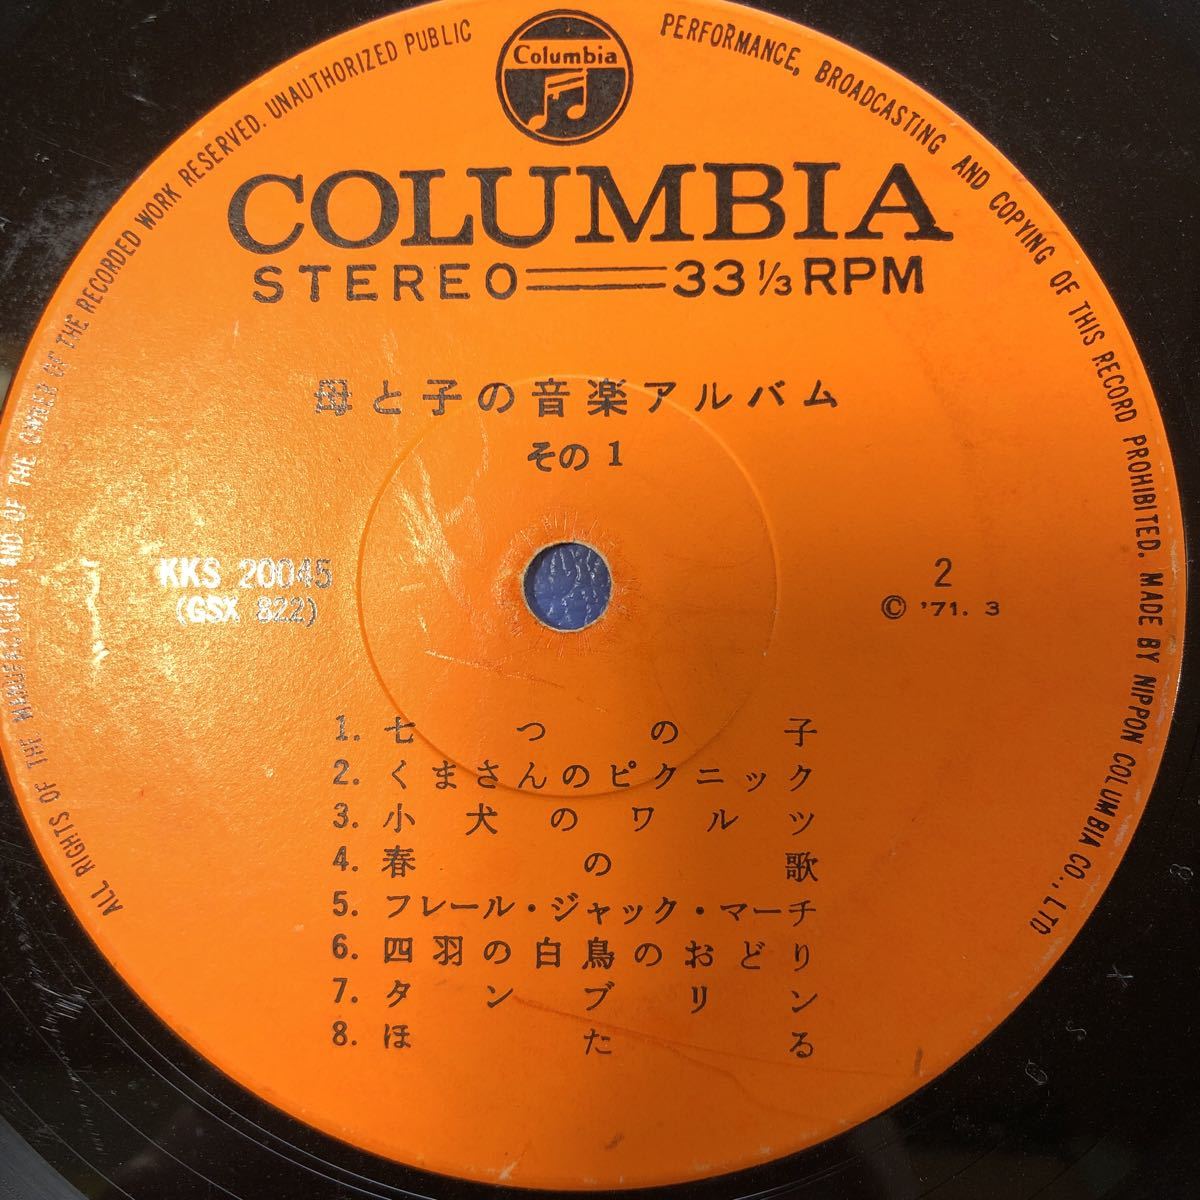 ALL RIGHTS OF THE MANUFACTURER AND OF THE OWNER OF THE RECORDED WORK RESERVED. UNAUTHORIZED PUBLIC PERFORMANCE, BROADCASTING AND COPYING OF THIS RECORD PROHIBITED. MADE BY NIPPON COLUMBIA CO., LTD
Columbia
COLUMBIA
STEREO 33 1/3 RPM
母と子の音楽アルバム
その 1
KKS 20045
(GSX 822)
2
© '71. 3
1. 七つの子
2. くまさんのピクニック
3. 小犬のワルツ
4. 春の歌
5. フレール・ジャック・マーチ
6. 四羽の白鳥のおどり
7. タンブリン
8. ほたる